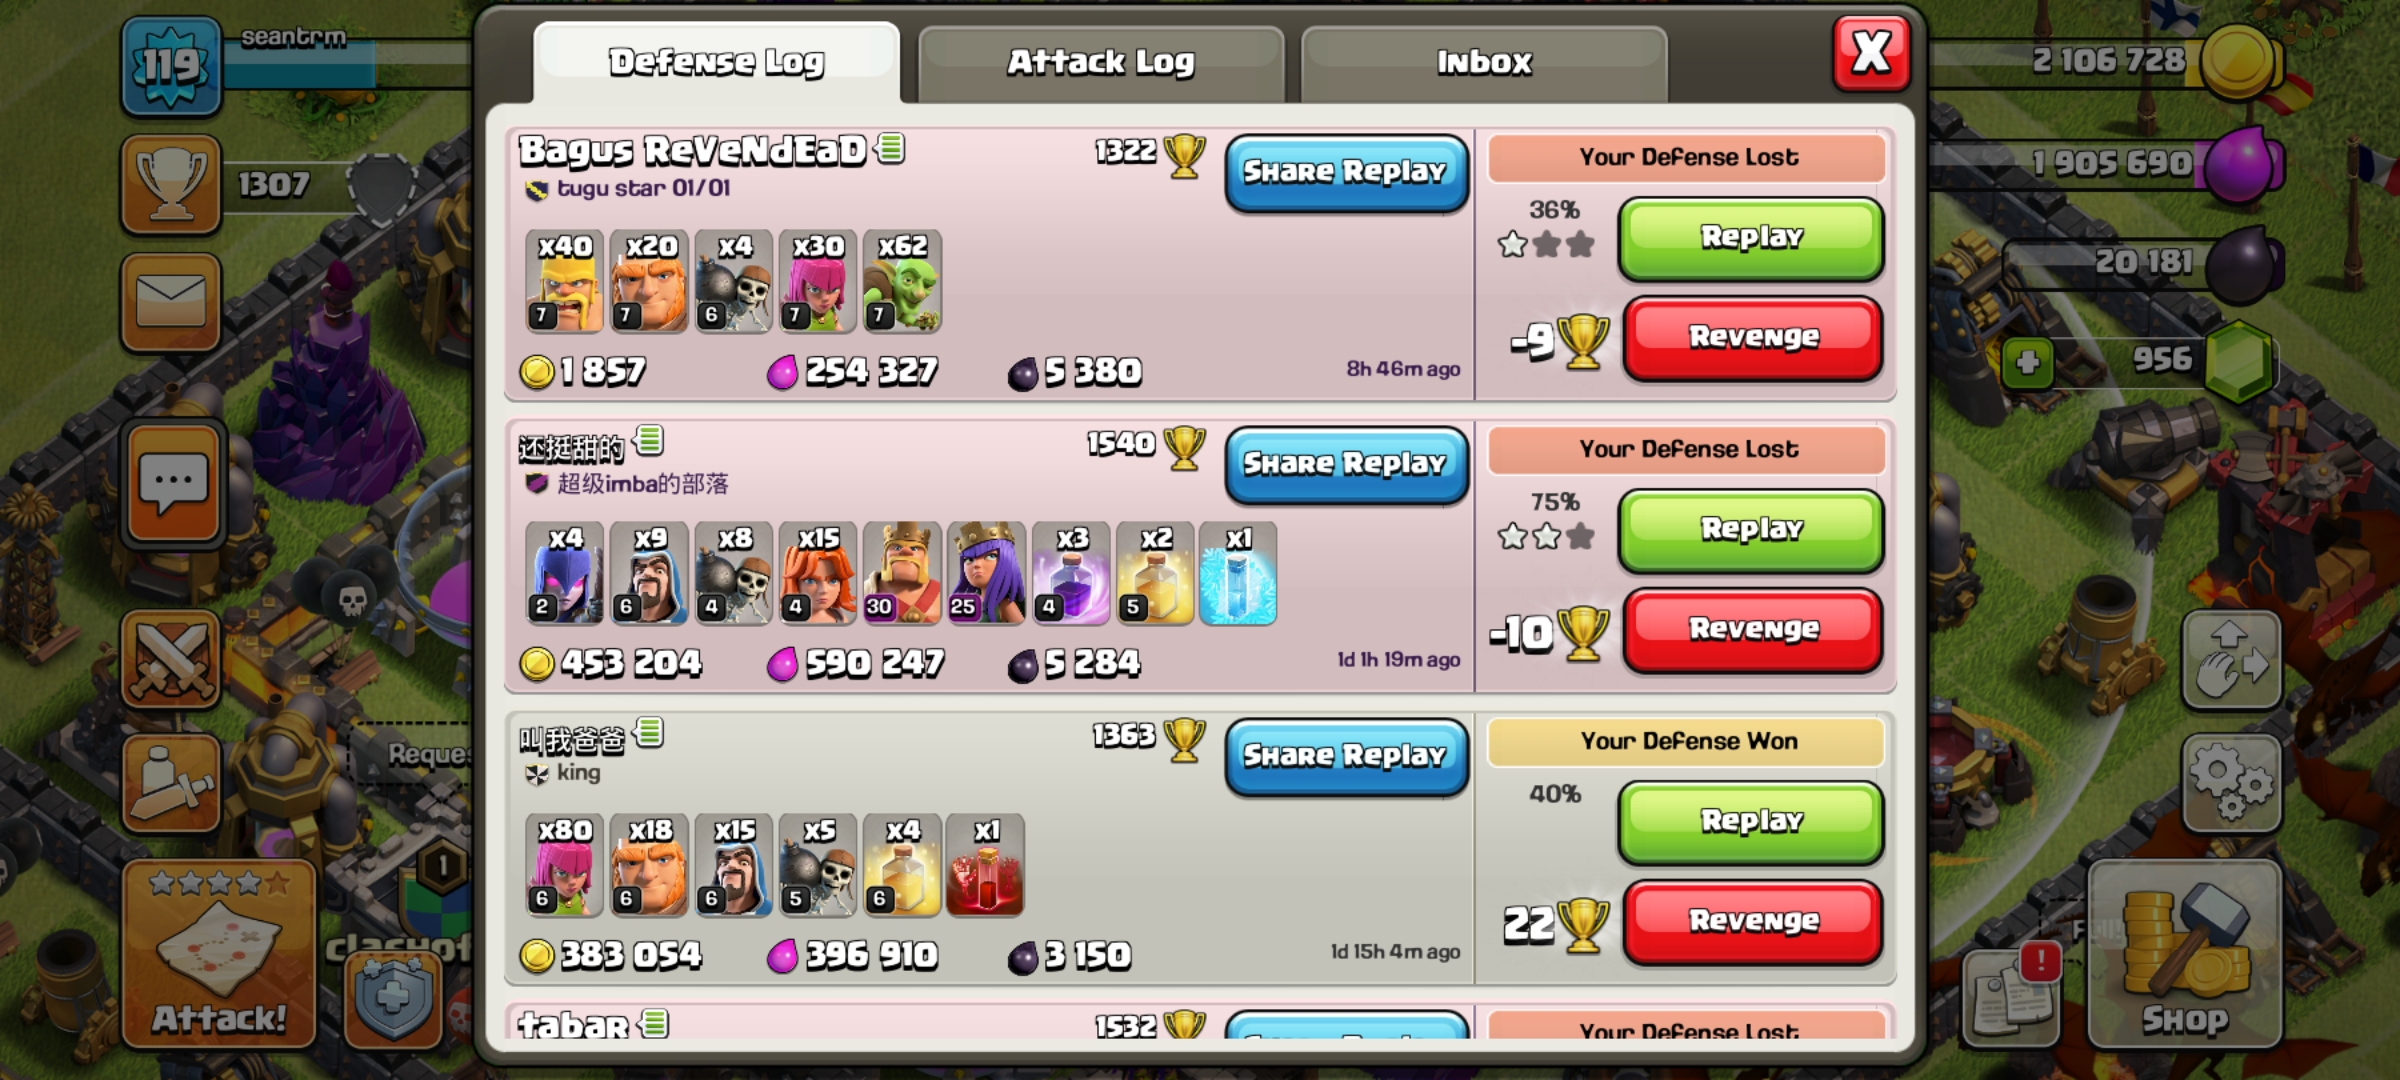 119
seantrm
1307
Defense Log
Attack Log
Inbox
X
2 106 728
1 905 690
20 181
956
Bagus ReVeNdEaD
tugu star 01/01
1322
Share Replay
x40
x20
x4
x30
x62
7
7
6
7
7
1 857
254 327
5 380
8h 46m ago
Your Defense Lost
36%
Replay
-9
Revenge
还挺甜的
超级imba的部落
1540
Share Replay
x4
x9
x8
x15
x3
x2
x1
2
6
4
4
30
25
4
5
453 204
590 247
5 284
1d 1h 19m ago
Your Defense Lost
75%
Replay
-10
Revenge
叫我爸爸
king
1363
Share Replay
x80
x18
x15
x5
x4
x1
6
6
6
5
6
383 054
396 910
3 150
1d 15h 4m ago
Your Defense Won
40%
Replay
22
Revenge
tabar
1532
Share Replay
Your Defense Lost
Reques
1
clashof
Attack!
Full!
!
Shop